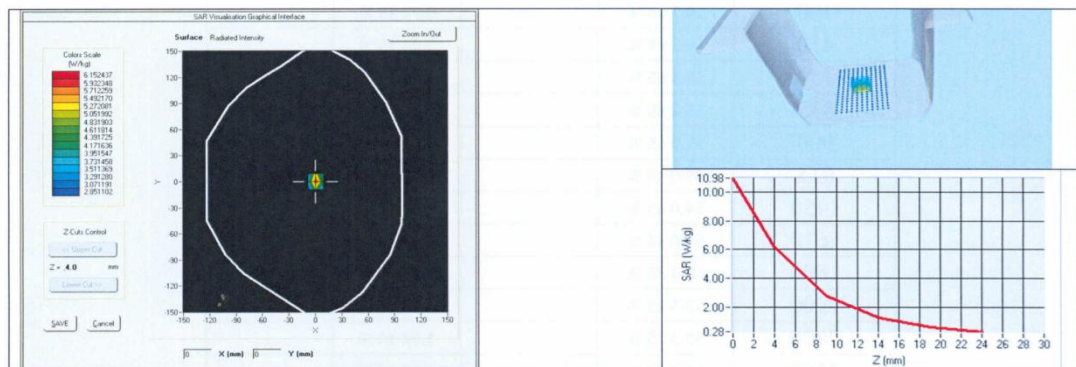 SAR Visualisation Graphical Interface
Surface Radiated Intensity
Zoom In/Out
Colors Scale
(W/kg)
6.152437
5.932348
5.712259
5.492170
5.272081
5.051992
4.831903
4.611814
4.391725
4.171636
3.951547
3.731458
3.511369
3.291280
3.071191
2.851102
150
120
90
60
30
0
-30
-60
-90
-120
-150
Y
-150 -120 -90 -60 -30 0 30 60 90 120 150
X
Z-Cuts Control
<< Upper Cut
Z = .4.0 mm
Lower Cut >>
SAVE Cancel
0 X (mm) 0 Y (mm)
10.98
10.00
8.00
6.00
4.00
2.00
0.28
SAR (W/kg)
0 2 4 6 8 10 12 14 16 18 20 22 24 26 28 30
Z (mm)